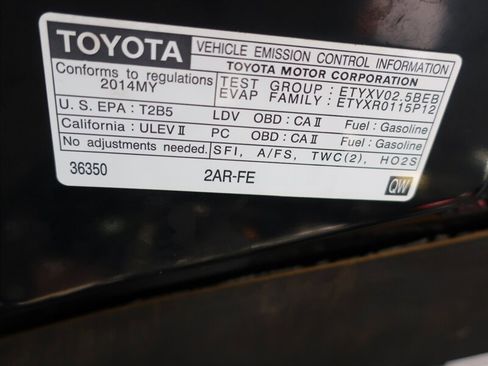 TOYOTA VEHICLE EMISSION CONTROL INFORMATION
TOYOTA MOTOR CORPORATION
Conforms to regulations 2014MY
TEST GROUP : ETYXV02.5BEB
EVAP FAMILY : ETYXR0115P12
U. S. EPA : T2B5 LDV OBD : CA II Fuel : Gasoline
California : ULEV II PC OBD : CA II Fuel : Gasoline
No adjustments needed. SFI, A/FS, TWC(2), HO2S
36350 2AR-FE QW